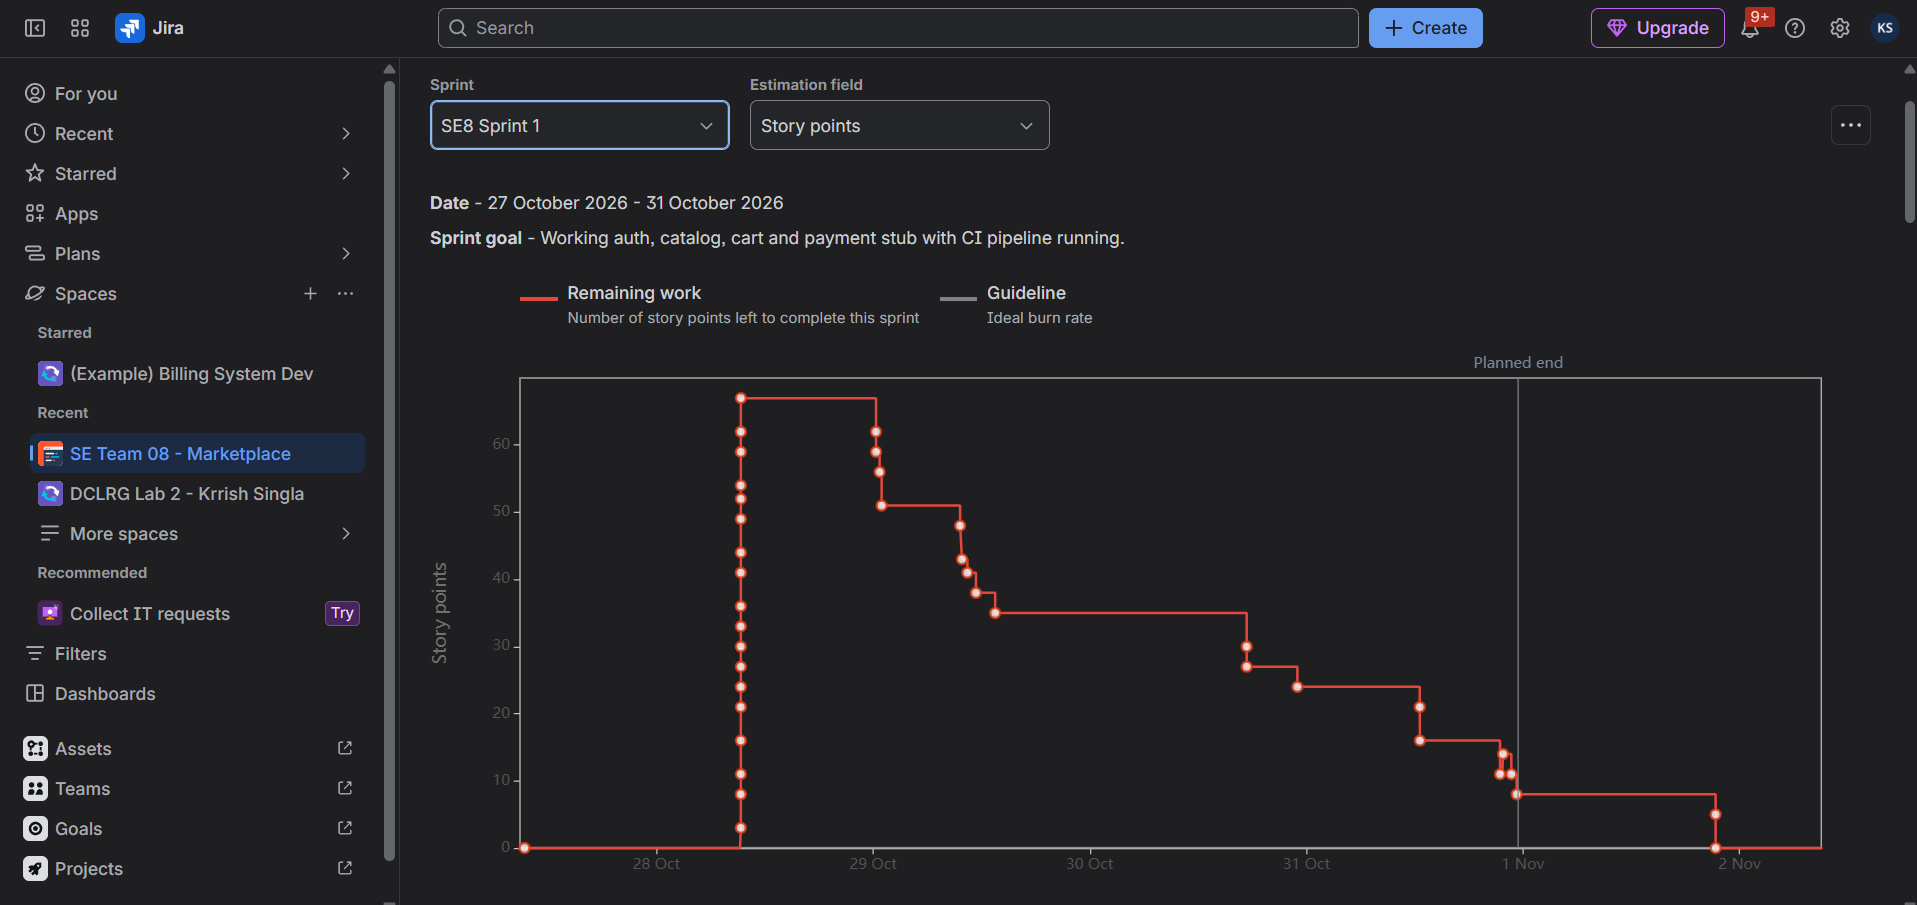 Jira
Search
Create
Upgrade
9+
KS
For you
Recent
Starred
Apps
Plans
Spaces
Starred
(Example) Billing System Dev
Recent
SE Team 08 - Marketplace
DCLRG Lab 2 - Krrish Singla
More spaces
Recommended
Collect IT requests
Try
Filters
Dashboards
Assets
Teams
Goals
Projects
Sprint
Estimation field
SE8 Sprint 1
Story points
Date - 27 October 2026 - 31 October 2026
Sprint goal - Working auth, catalog, cart and payment stub with CI pipeline running.
Remaining work
Number of story points left to complete this sprint
Guideline
Ideal burn rate
Planned end
Story points
60
50
40
30
20
10
0
28 Oct
29 Oct
30 Oct
31 Oct
1 Nov
2 Nov